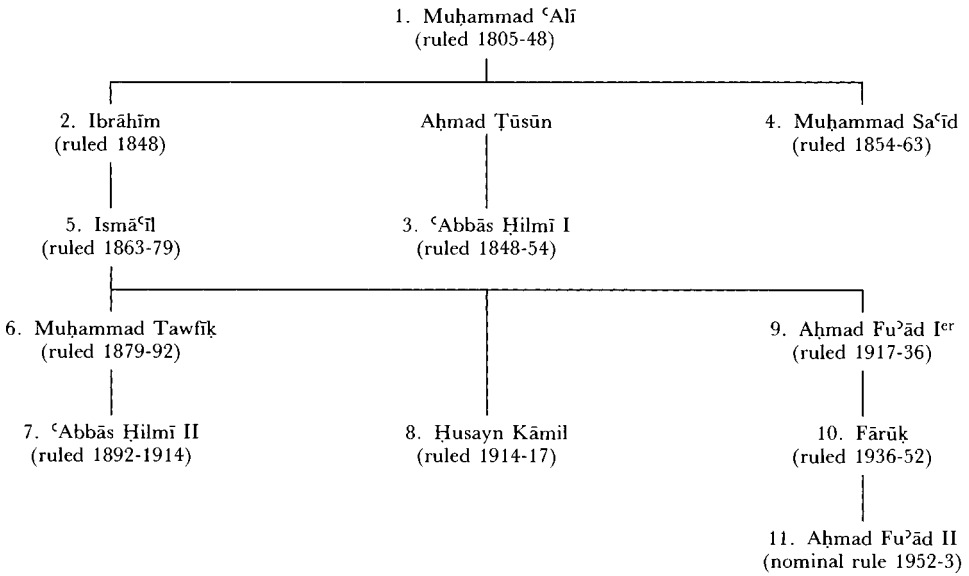 1. Muḥammad ʿAlī
(ruled 1805-48)
2. Ibrāhīm
(ruled 1848)
Aḥmad Ṭūsūn
4. Muḥammad Saʿīd
(ruled 1854-63)
5. Ismāʿīl
(ruled 1863-79)
3. ʿAbbās Ḥilmī I
(ruled 1848-54)
6. Muḥammad Tawfīḳ
(ruled 1879-92)
9. Aḥmad Fuʾād Iᵉʳ
(ruled 1917-36)
7. ʿAbbās Ḥilmī II
(ruled 1892-1914)
8. Ḥusayn Kāmil
(ruled 1914-17)
10. Fārūḳ
(ruled 1936-52)
11. Aḥmad Fuʾād II
(nominal rule 1952-3)